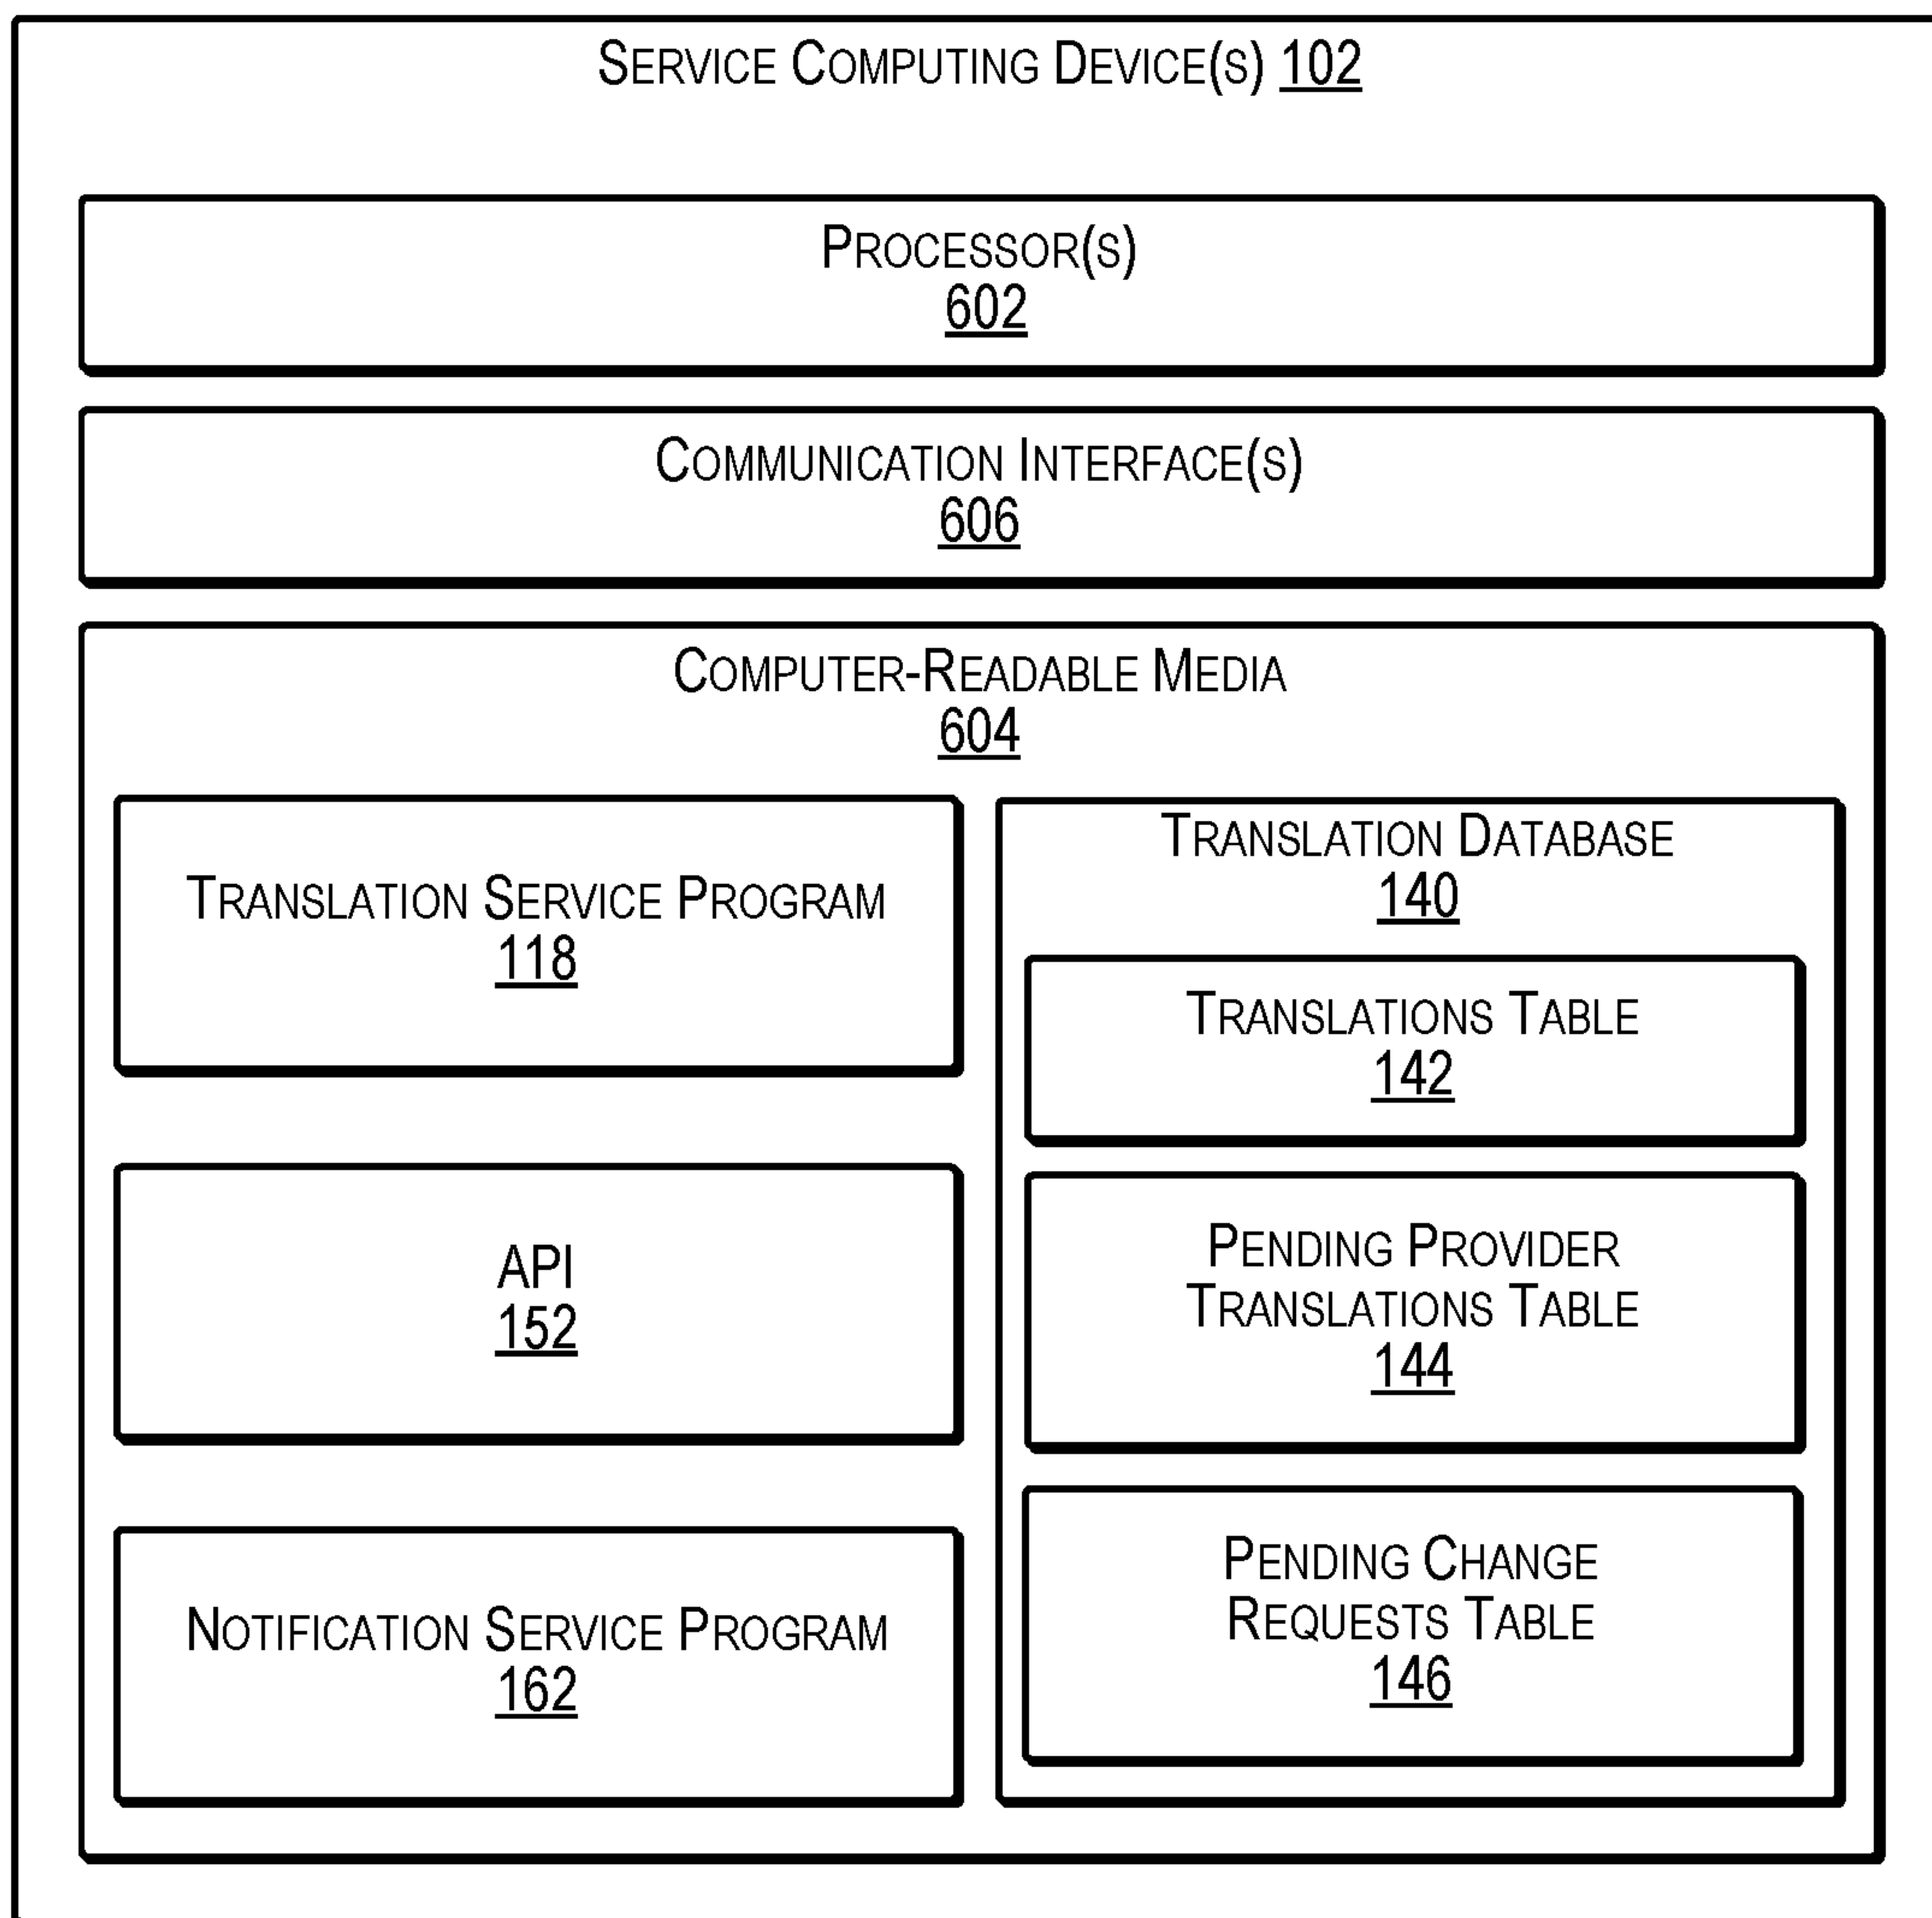 SERVICE COMPUTING DEVICE(S) 102
PROCESSOR(S)
602
COMMUNICATION INTERFACE(S)
606
COMPUTER-READABLE MEDIA
604
TRANSLATION SERVICE PROGRAM
118
API
152
NOTIFICATION SERVICE PROGRAM
162
TRANSLATION DATABASE
140
TRANSLATIONS TABLE
142
PENDING PROVIDER
TRANSLATIONS TABLE
144
PENDING CHANGE
REQUESTS TABLE
146